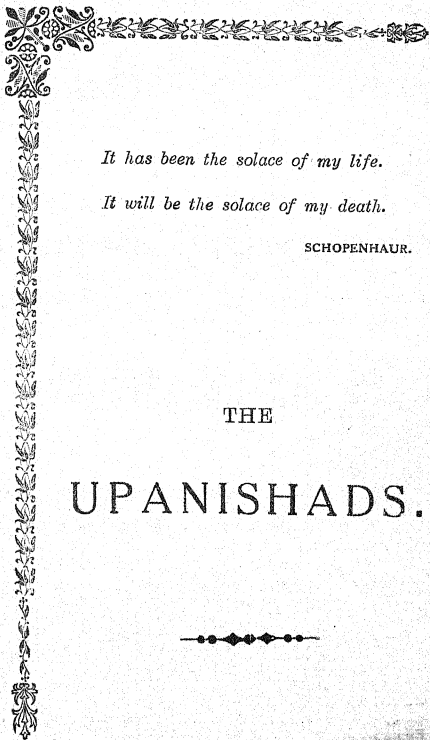 It has been the solace of my life.
It will be the solace of my death.
SCHOPENHAUR.
THE
UPANISHADS.